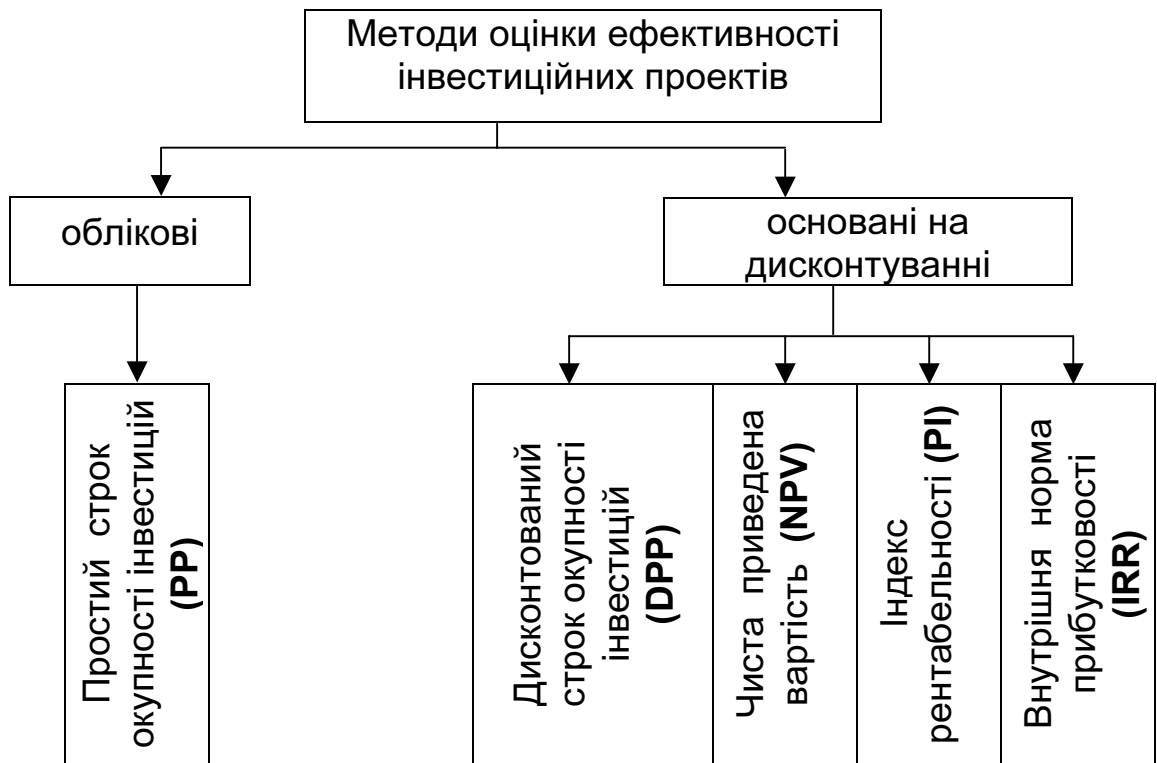 Методи оцінки ефективності
інвестиційних проектів
облікові
основані на
дисконтуванні
Простий строк
окупності інвестицій
(PP)
Дисконтований
строк окупності
інвестицій
(DPP)
Чиста приведена
вартість (NPV)
Індекс
рентабельності (PI)
Внутрішня норма
прибутковості
(IRR)